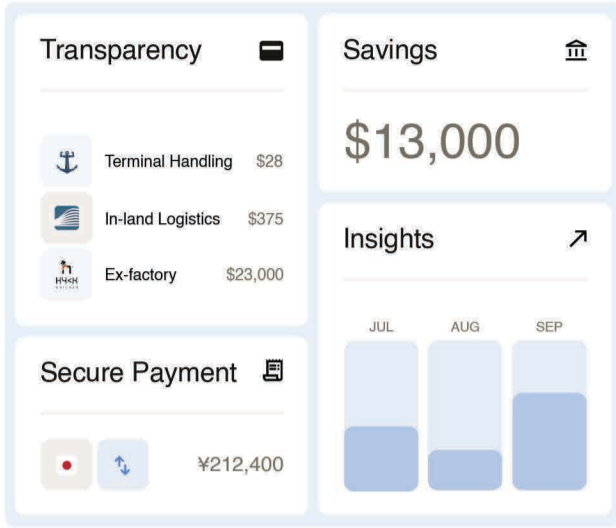 Transparency
Terminal Handling $28
In-land Logistics $375
Ex-factory $23,000
Secure Payment
¥212,400
Savings
$13,000
Insights
JUL AUG SEP